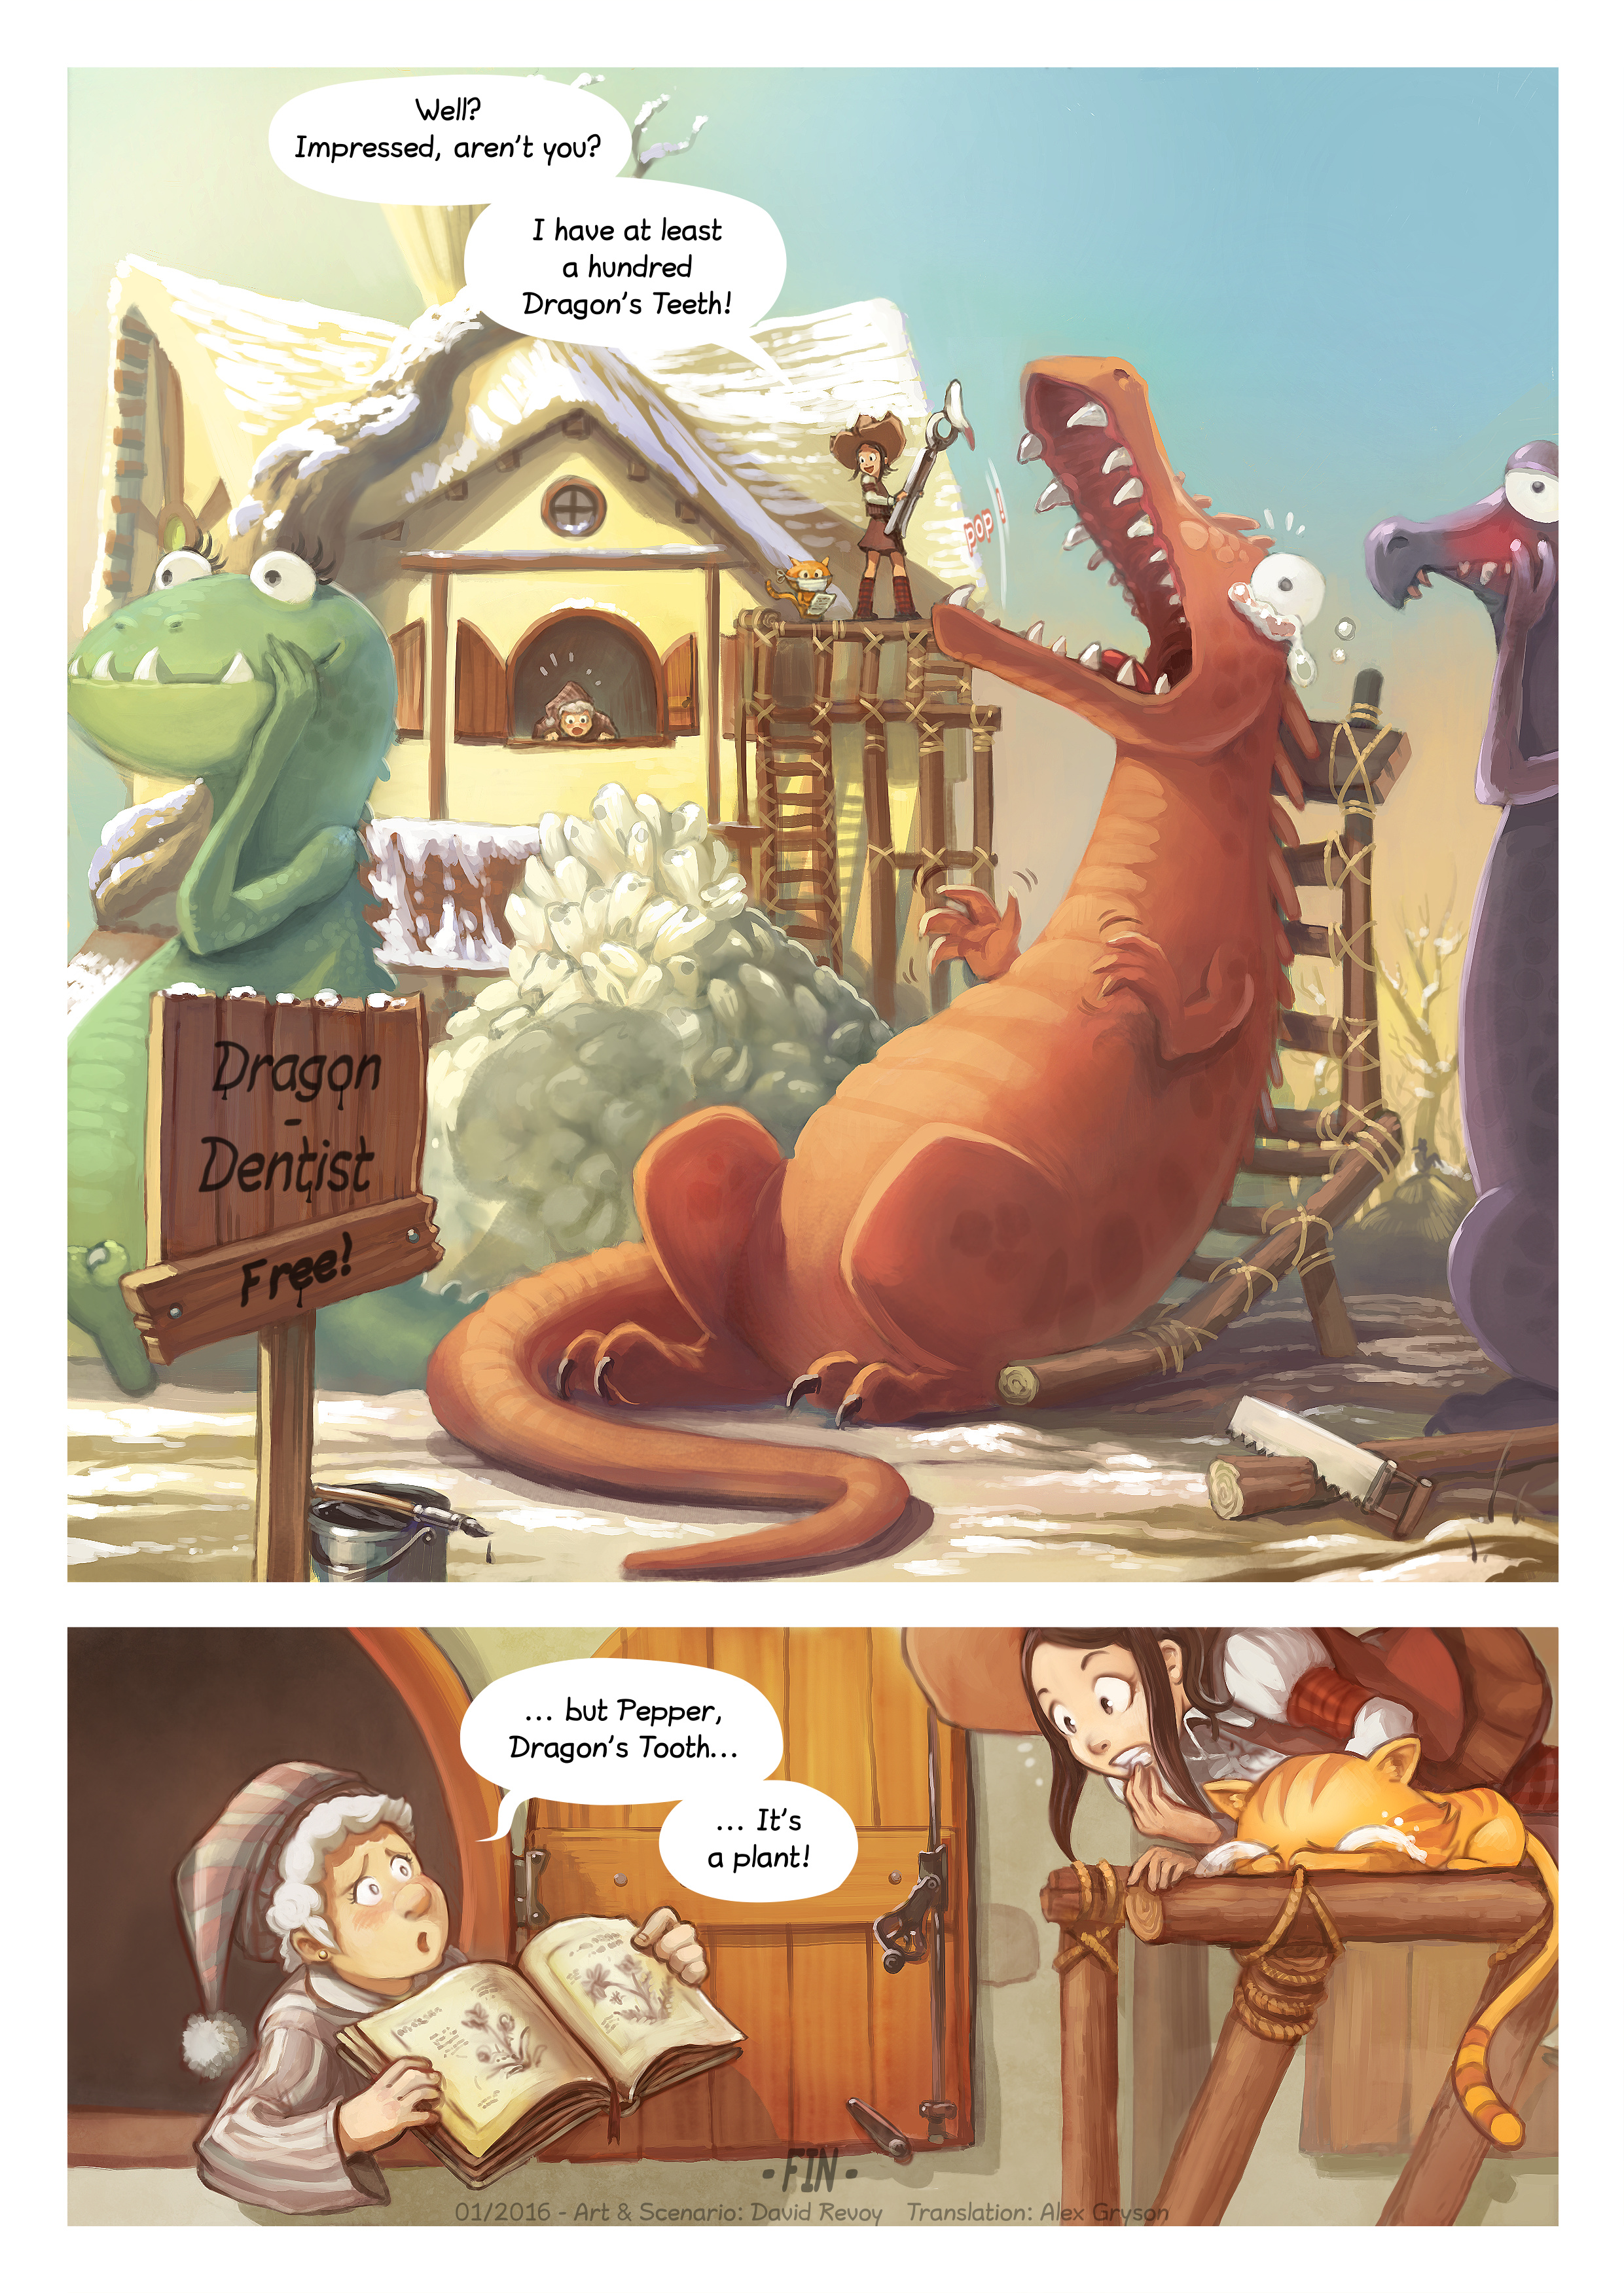 Well?
Impressed, aren't you?
I have at least
a hundred
Dragon's Teeth!
pop !
Dragon
-
Dentist
Free!
... but Pepper,
Dragon's Tooth...
... It's
a plant!
- FIN -
01/2016 - Art & Scenario: David Revoy   Translation: Alex Gryson